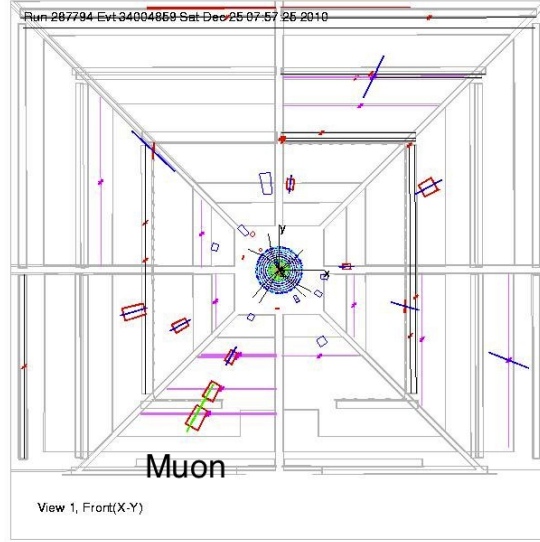 Run 287794 Evt 34004859 Sat Dec 25 07:57:25 2010
y
x
Muon
View 1, Front(X-Y)